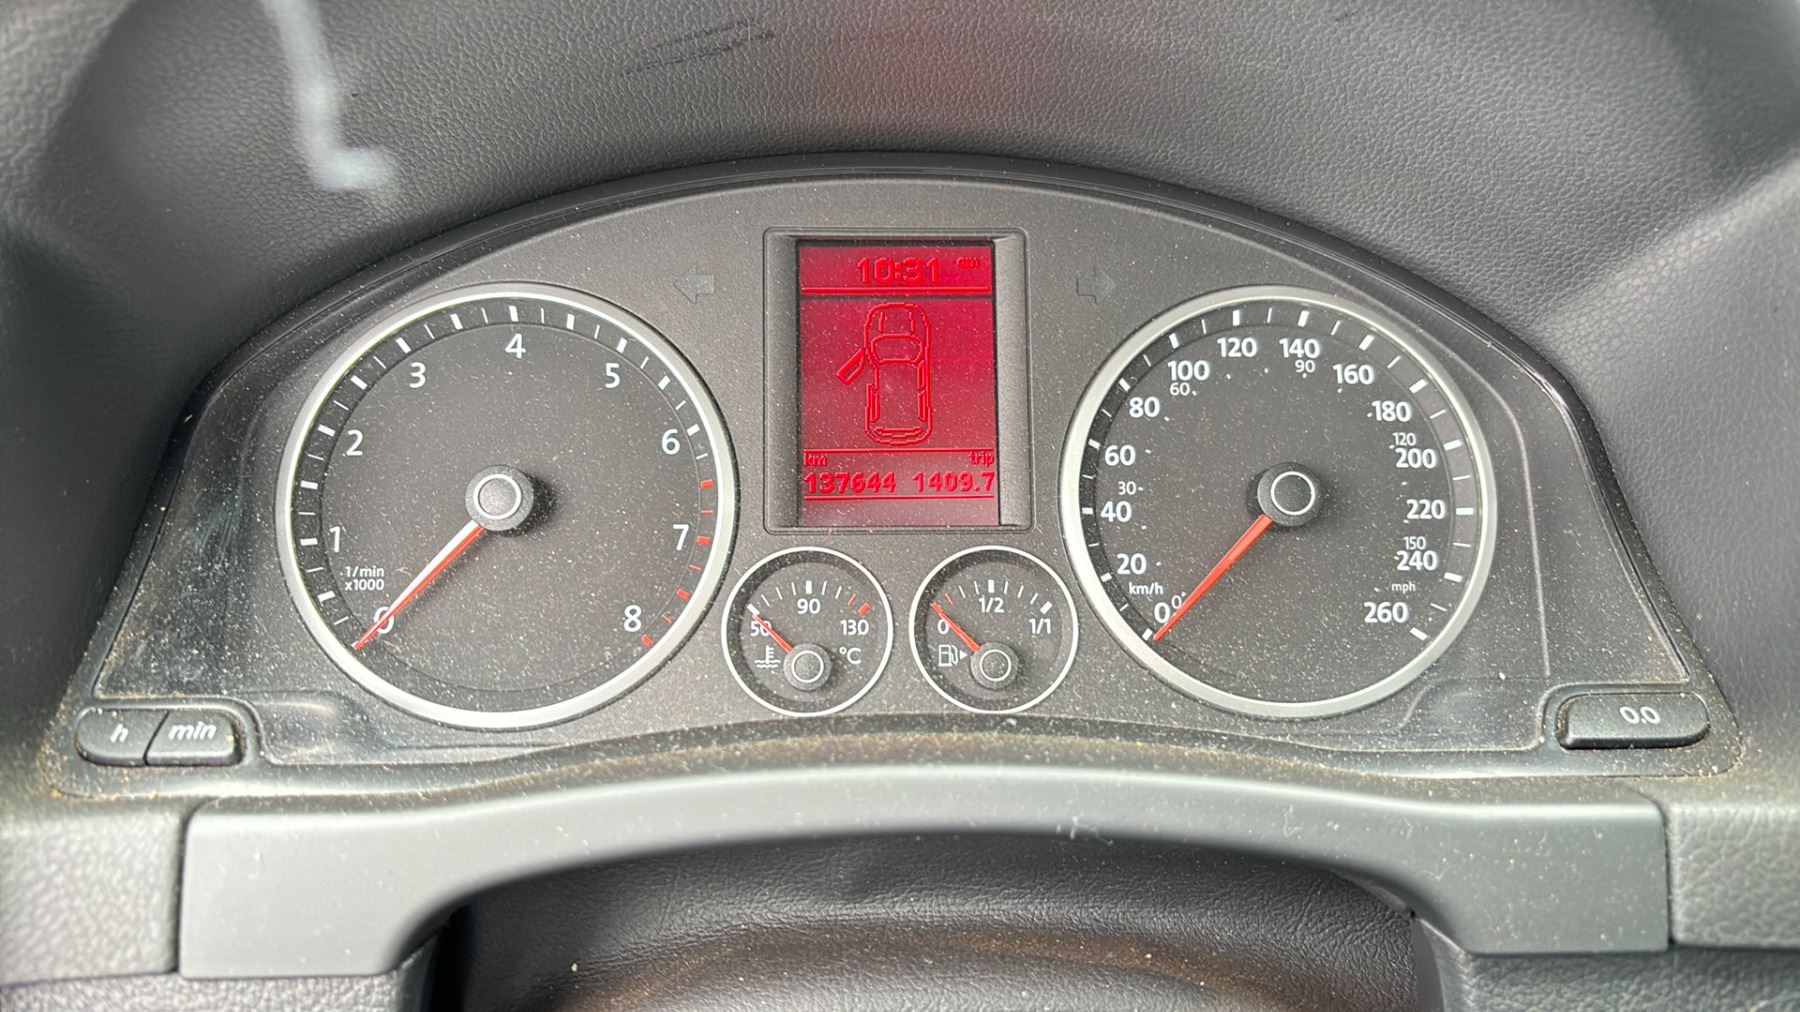 10:31 am
km trip
137644 1409.7
0 1 2 3 4 5 6 7 8
1/min
x1000
50 90 130
°C
0 1/2 1/1
0 20 40 60 80 100 120 140 160 180 200 220 240 260
km/h
0 30 60 90 120 150
mph
h min
0.0